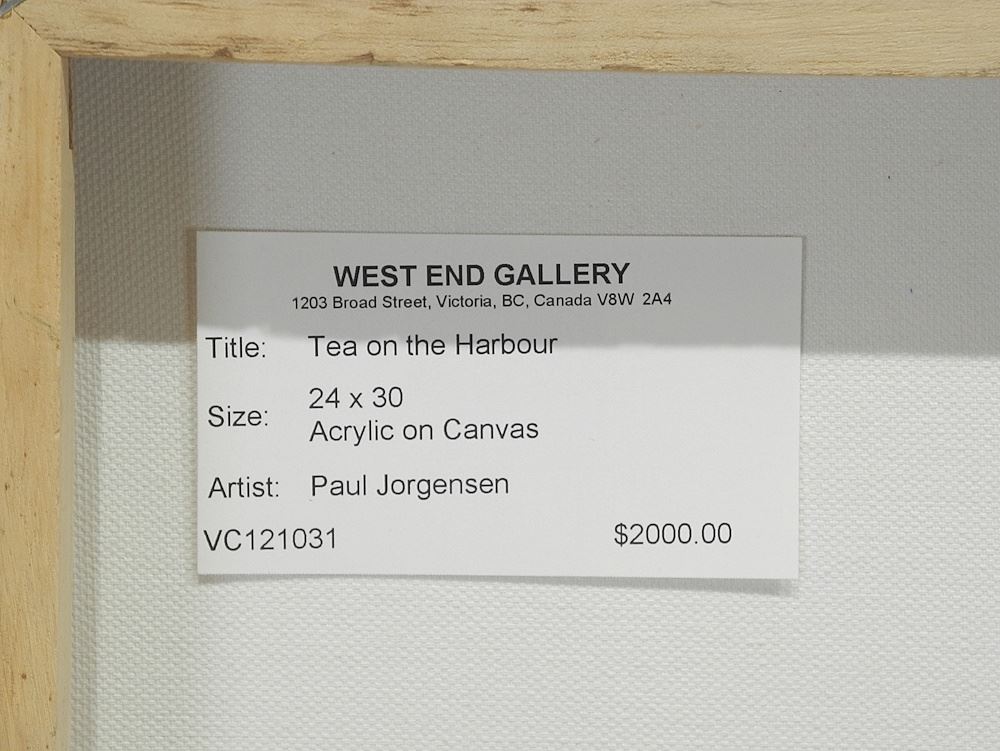 WEST END GALLERY
1203 Broad Street, Victoria, BC, Canada V8W 2A4
Title: Tea on the Harbour
Size: 24 x 30
Acrylic on Canvas
Artist: Paul Jorgensen
VC121031 $2000.00